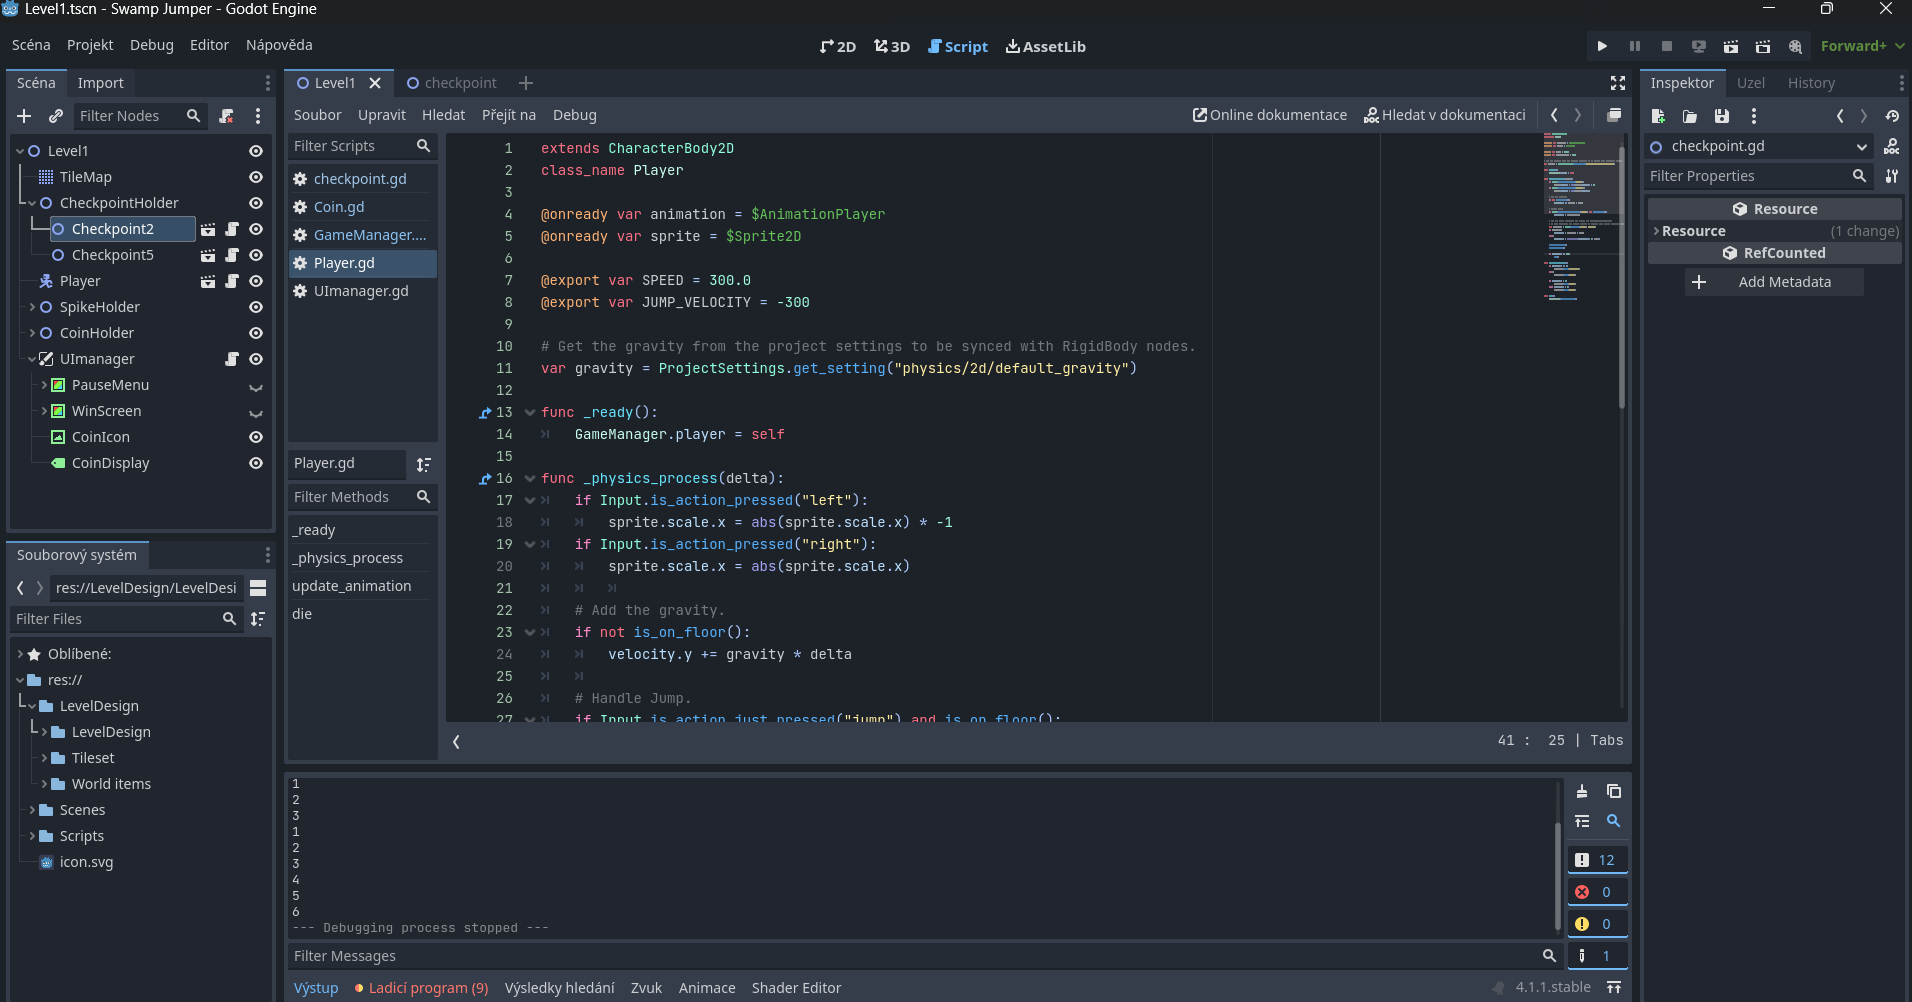 Level1.tscn - Swamp Jumper - Godot Engine
Scéna Projekt Debug Editor Nápověda
2D 3D Script AssetLib
Forward+
Scéna Import
Filter Nodes
Level1
TileMap
CheckpointHolder
Checkpoint2
Checkpoint5
Player
SpikeHolder
CoinHolder
UImanager
PauseMenu
WinScreen
CoinIcon
CoinDisplay
Souborový systém
res://LevelDesign/LevelDesi
Filter Files
Oblíbené:
res://
LevelDesign
LevelDesign
Tileset
World items
Scenes
Scripts
icon.svg
Level1 checkpoint
Soubor Upravit Hledat Přejít na Debug
Online dokumentace Hledat v dokumentaci
Filter Scripts
checkpoint.gd
Coin.gd
GameManager....
Player.gd
UImanager.gd
Player.gd
Filter Methods
_ready
_physics_process
update_animation
die
1 extends CharacterBody2D
2 class_name Player
3
4 @onready var animation = $AnimationPlayer
5 @onready var sprite = $Sprite2D
6
7 @export var SPEED = 300.0
8 @export var JUMP_VELOCITY = -300
9
10 # Get the gravity from the project settings to be synced with RigidBody nodes.
11 var gravity = ProjectSettings.get_setting("physics/2d/default_gravity")
12
13 func _ready():
14 GameManager.player = self
15
16 func _physics_process(delta):
17 if Input.is_action_pressed("left"):
18 sprite.scale.x = abs(sprite.scale.x) * -1
19 if Input.is_action_pressed("right"):
20 sprite.scale.x = abs(sprite.scale.x)
21
22 # Add the gravity.
23 if not is_on_floor():
24 velocity.y += gravity * delta
25
26 # Handle Jump.
27 if Input.is_action_just_pressed("jump") and is_on_floor():
41 : 25 | Tabs
1
2
3
1
2
3
4
5
6
--- Debugging process stopped ---
Filter Messages
12
0
0
1
Výstup Ladicí program (9) Výsledky hledání Zvuk Animace Shader Editor
4.1.1.stable
Inspektor Uzel History
checkpoint.gd
Filter Properties
Resource
Resource (1 change)
RefCounted
Add Metadata